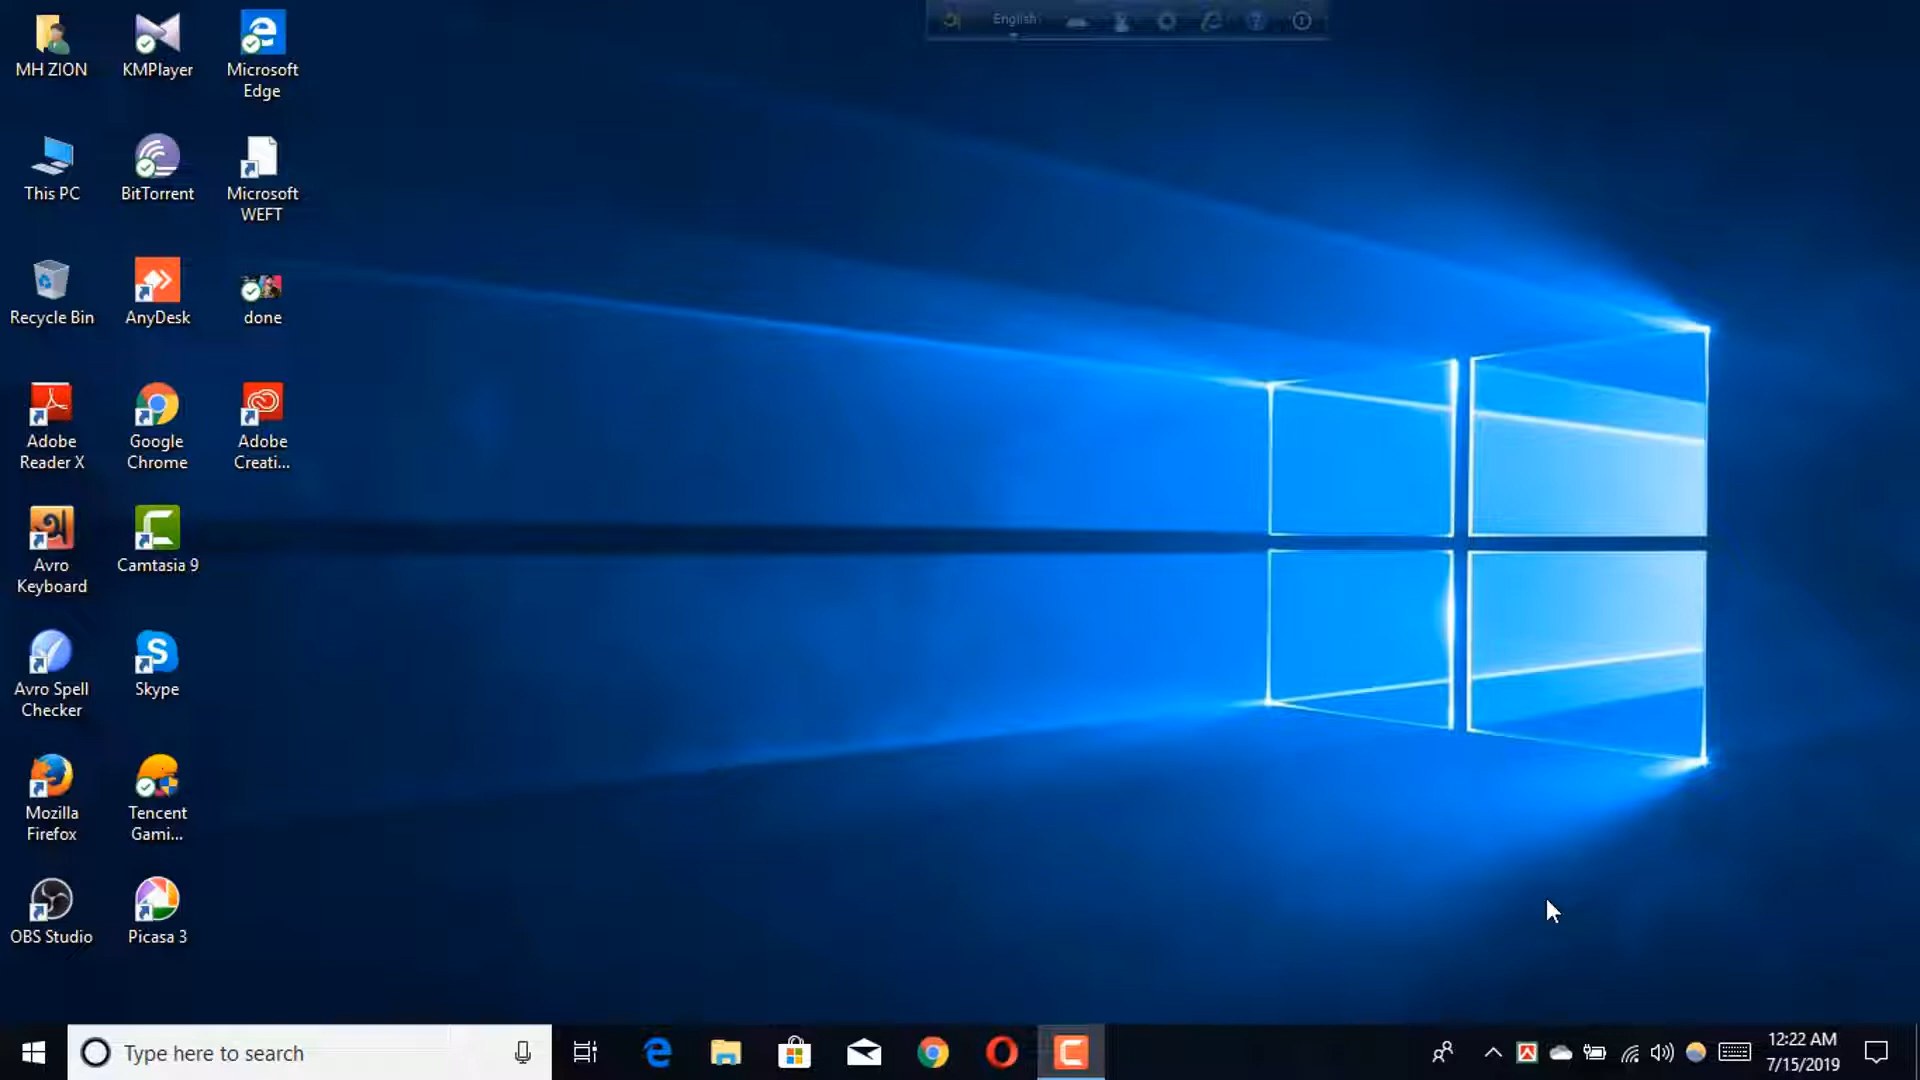 English
MH ZION
KMPlayer
Microsoft
Edge
This PC
BitTorrent
Microsoft
WEFT
Recycle Bin
AnyDesk
done
Adobe
Reader X
Google
Chrome
Adobe
Creati...
Avro
Keyboard
Camtasia 9
Avro Spell
Checker
Skype
Mozilla
Firefox
Tencent
Gami...
OBS Studio
Picasa 3
Type here to search
12:22 AM
7/15/2019